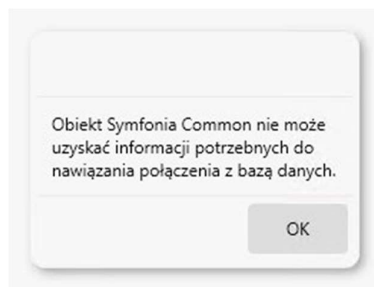 Obiekt Symfonia Common nie może
uzyskać informacji potrzebnych do
nawiązania połączenia z bazą danych.
OK